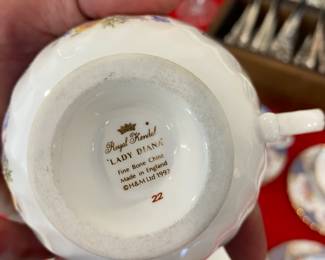 Royal Kendal
"LADY DIANA"
Fine Bone China
Made in England
©H&M Ltd 1997
22